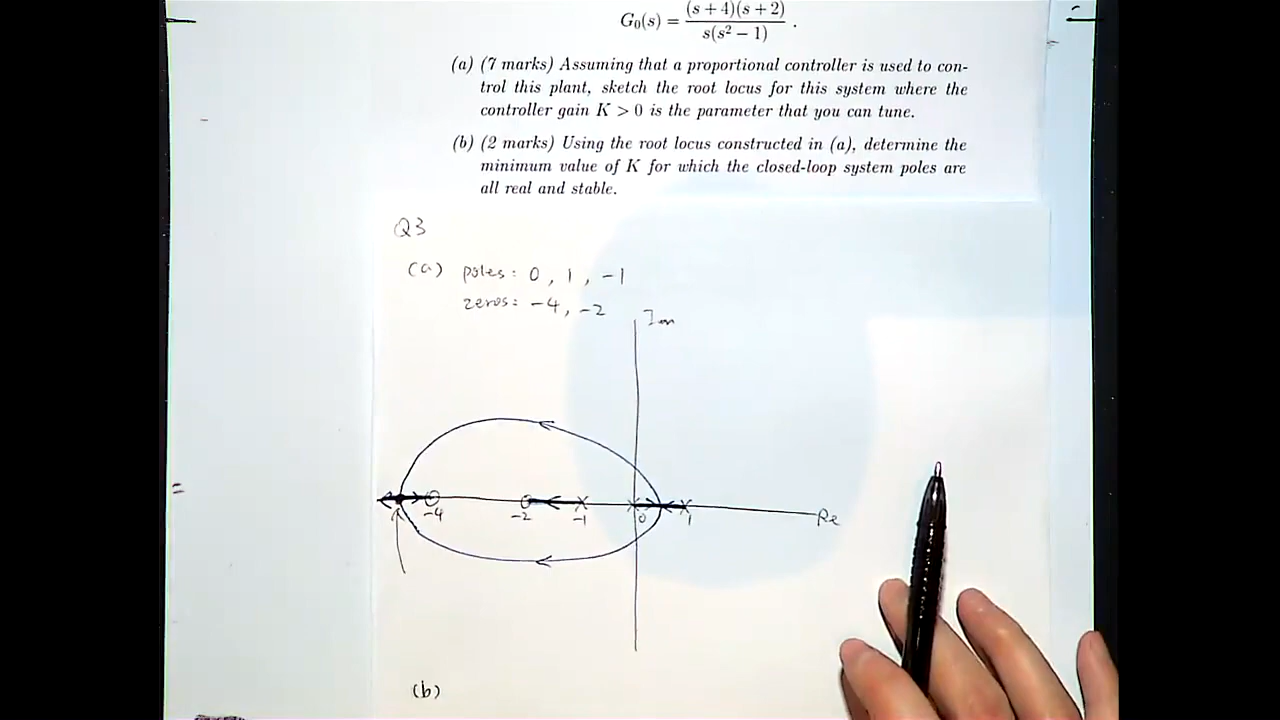 G₀(s) = (s + 4)(s + 2) / s(s² − 1) .
(a) (7 marks) Assuming that a proportional controller is used to con-
trol this plant, sketch the root locus for this system where the
controller gain K > 0 is the parameter that you can tune.
(b) (2 marks) Using the root locus constructed in (a), determine the
minimum value of K for which the closed-loop system poles are
all real and stable.
Q3
(a) poles: 0, 1, -1
zeros: -4, -2
Im
-4 -2 -1 0 1 Re
(b)